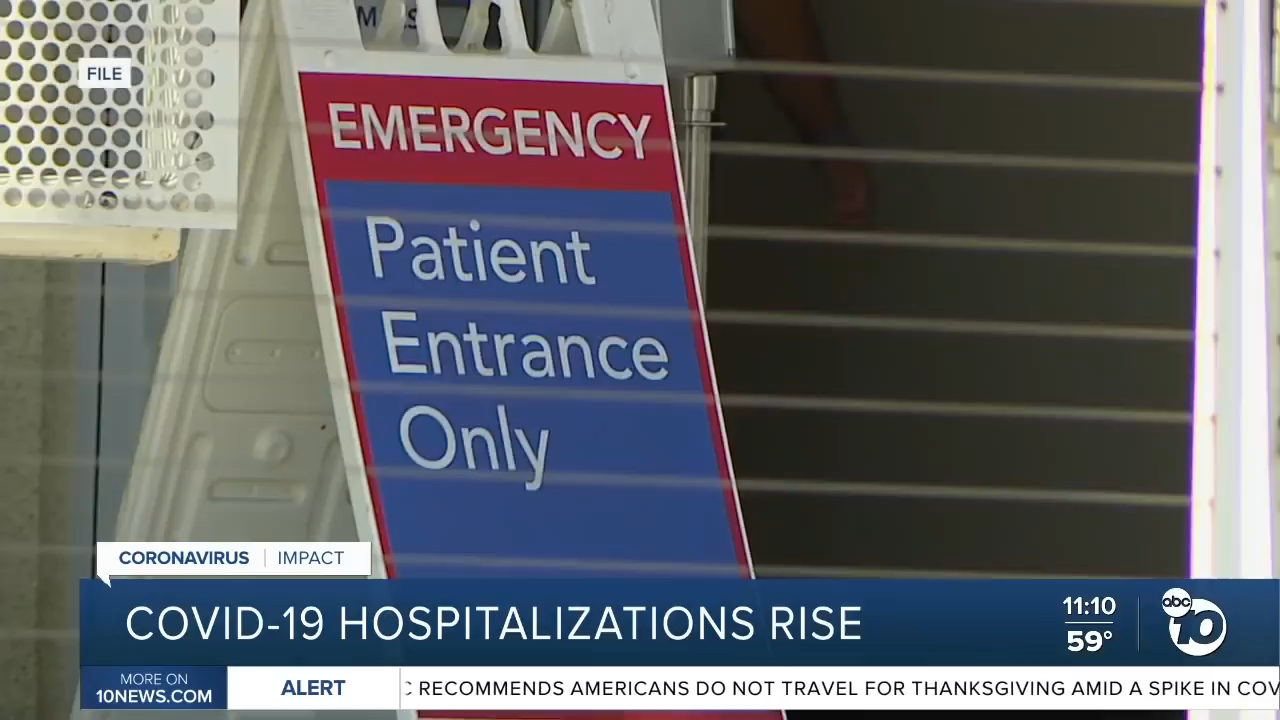 FILE
EMERGENCY
Patient
Entrance
Only
CORONAVIRUS | IMPACT
COVID-19 HOSPITALIZATIONS RISE
11:10
59°
abc
10
MORE ON
10NEWS.COM
ALERT
RECOMMENDS AMERICANS DO NOT TRAVEL FOR THANKSGIVING AMID A SPIKE IN COV